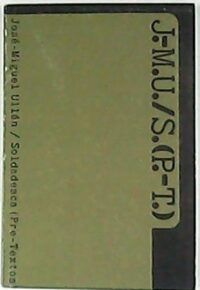 J.-M.U./S.(P.-T.)
José-Miguel Ullán / Soldadesca (Pre-Textos